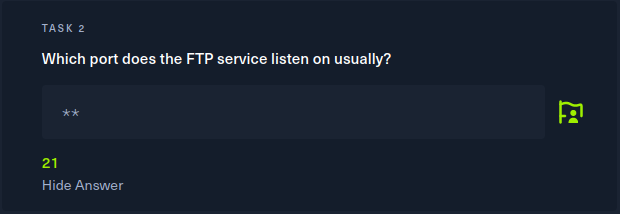 TASK 2
Which port does the FTP service listen on usually?
**
21
Hide Answer